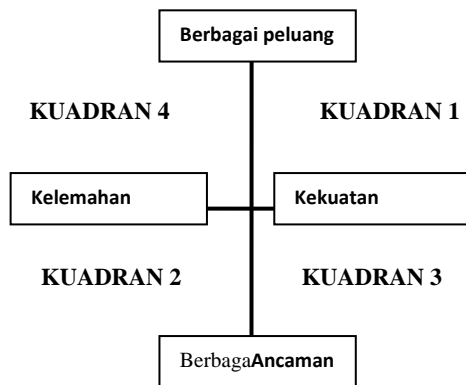 Berbagai peluang
KUADRAN 4
KUADRAN 1
Kelemahan
Kekuatan
KUADRAN 2
KUADRAN 3
BerbagaAncaman